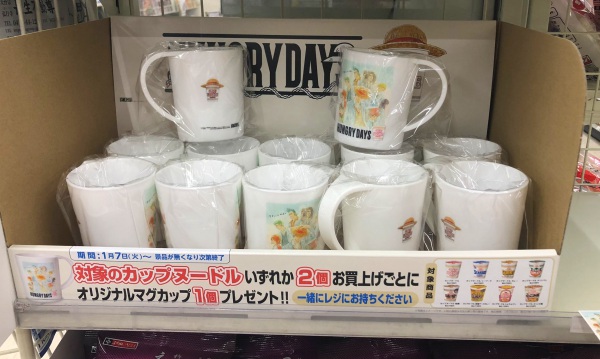 HUNGRY DAYS
HUNGRY DAYS
期間：1月7日(火)～ 景品が無くなり次第終了
対象のカップヌードルいずれか2個お買上げごとに
オリジナルマグカップ1個プレゼント!! 一緒にレジにお持ちください
対象商品